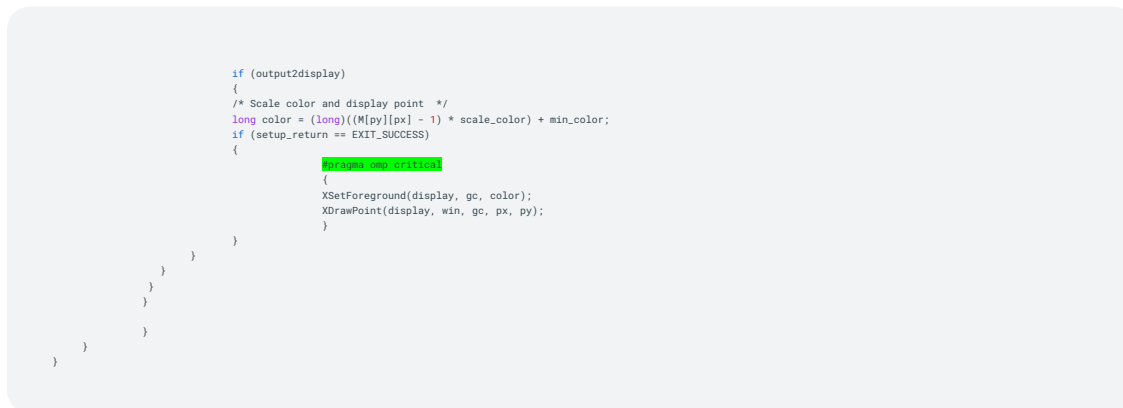 if (output2display)
{
/* Scale color and display point  */
long color = (long)((M[py][px] - 1) * scale_color) + min_color;
if (setup_return == EXIT_SUCCESS)
{
#pragma omp critical
{
XSetForeground(display, gc, color);
XDrawPoint(display, win, gc, px, py);
}
}
}
}
}
}
}
}
}